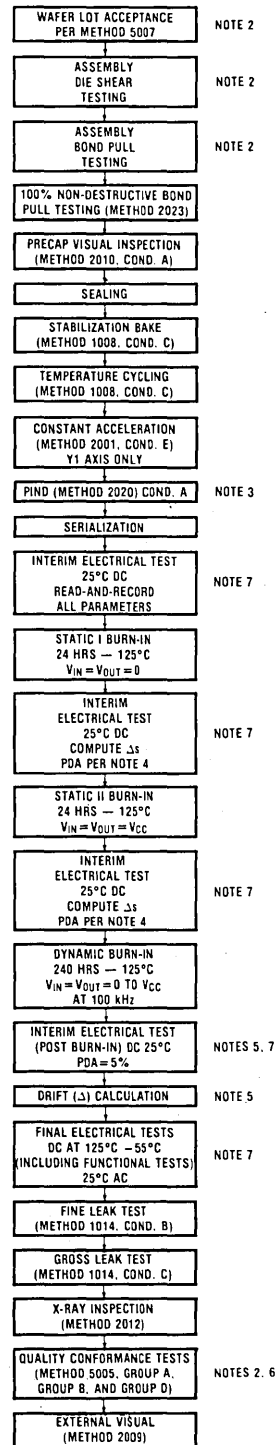 WAFER LOT ACCEPTANCE
PER METHOD 5007
NOTE 2
ASSEMBLY
DIE SHEAR
TESTING
NOTE 2
ASSEMBLY
BOND PULL
TESTING
NOTE 2
100% NON-DESTRUCTIVE BOND
PULL TESTING (METHOD 2023)
PRECAP VISUAL INSPECTION
(METHOD 2010, COND. A)
SEALING
STABILIZATION BAKE
(METHOD 1008, COND. C)
TEMPERATURE CYCLING
(METHOD 1008, COND. C)
CONSTANT ACCELERATION
(METHOD 2001, COND. E)
Y1 AXIS ONLY
PIND (METHOD 2020) COND. A
NOTE 3
SERIALIZATION
INTERIM ELECTRICAL TEST
25°C DC
READ-AND-RECORD
ALL PARAMETERS
NOTE 7
STATIC I BURN-IN
24 HRS — 125°C
VIN = VOUT = 0
INTERIM
ELECTRICAL TEST
25°C DC
COMPUTE Δs
PDA PER NOTE 4
NOTE 7
STATIC II BURN-IN
24 HRS — 125°C
VIN = VOUT = VCC
INTERIM
ELECTRICAL TEST
25°C DC
COMPUTE Δs
PDA PER NOTE 4
NOTE 7
DYNAMIC BURN-IN
240 HRS — 125°C
VIN = VOUT = 0 TO VCC
AT 100 kHz
INTERIM ELECTRICAL TEST
(POST BURN-IN) DC 25°C
PDA = 5%
NOTES 5, 7
DRIFT (Δ) CALCULATION
NOTE 5
FINAL ELECTRICAL TESTS
DC AT 125°C −55°C
(INCLUDING FUNCTIONAL TESTS)
25°C AC
NOTE 7
FINE LEAK TEST
(METHOD 1014, COND. B)
GROSS LEAK TEST
(METHOD 1014, COND. C)
X-RAY INSPECTION
(METHOD 2012)
QUALITY CONFORMANCE TESTS
(METHOD 5005, GROUP A,
GROUP B, AND GROUP D)
NOTES 2, 6
EXTERNAL VISUAL
(METHOD 2009)